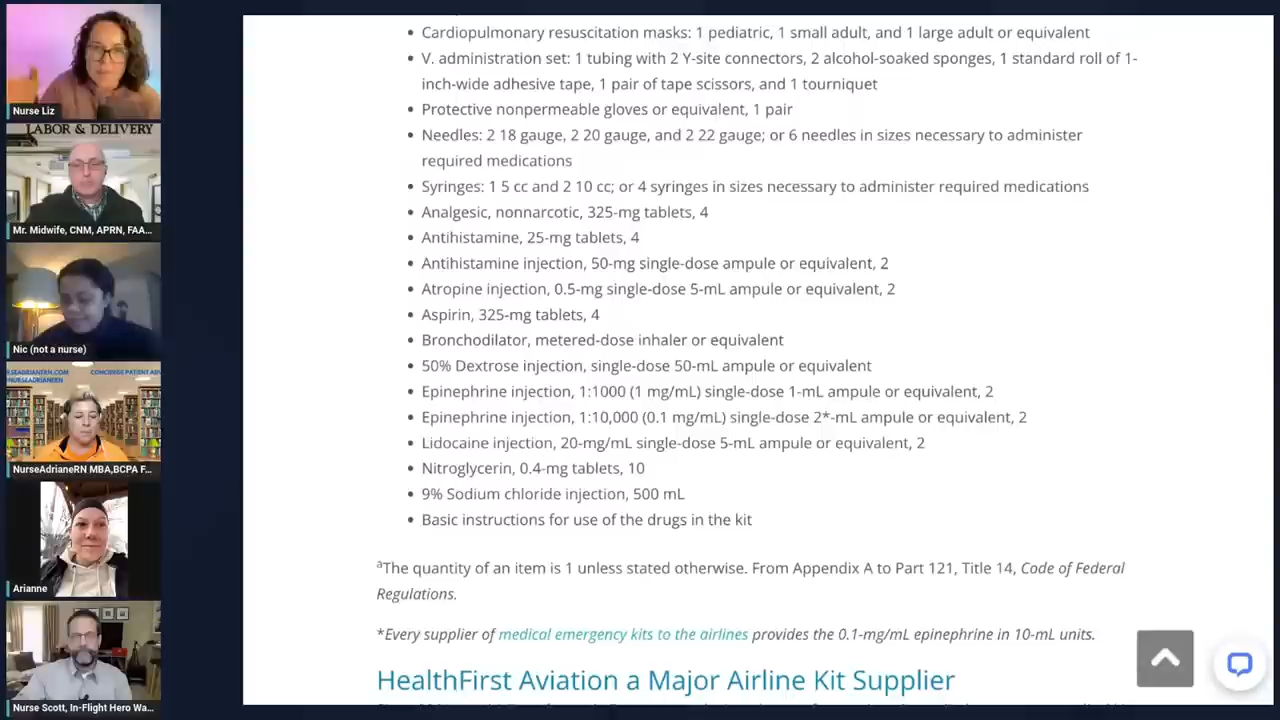 Nurse Liz
LABOR & DELIVERY
Mr. Midwife, CNM, APRN, FAA...
Nic (not a nurse)
CONCIERGE PATIENT
NurseAdrianeRN MBA,BCPA F...
Arianne
Nurse Scott, In-Flight Hero Wa...
• Cardiopulmonary resuscitation masks: 1 pediatric, 1 small adult, and 1 large adult or equivalent
• V. administration set: 1 tubing with 2 Y-site connectors, 2 alcohol-soaked sponges, 1 standard roll of 1-
inch-wide adhesive tape, 1 pair of tape scissors, and 1 tourniquet
• Protective nonpermeable gloves or equivalent, 1 pair
• Needles: 2 18 gauge, 2 20 gauge, and 2 22 gauge; or 6 needles in sizes necessary to administer
required medications
• Syringes: 1 5 cc and 2 10 cc; or 4 syringes in sizes necessary to administer required medications
• Analgesic, nonnarcotic, 325-mg tablets, 4
• Antihistamine, 25-mg tablets, 4
• Antihistamine injection, 50-mg single-dose ampule or equivalent, 2
• Atropine injection, 0.5-mg single-dose 5-mL ampule or equivalent, 2
• Aspirin, 325-mg tablets, 4
• Bronchodilator, metered-dose inhaler or equivalent
• 50% Dextrose injection, single-dose 50-mL ampule or equivalent
• Epinephrine injection, 1:1000 (1 mg/mL) single-dose 1-mL ampule or equivalent, 2
• Epinephrine injection, 1:10,000 (0.1 mg/mL) single-dose 2*-mL ampule or equivalent, 2
• Lidocaine injection, 20-mg/mL single-dose 5-mL ampule or equivalent, 2
• Nitroglycerin, 0.4-mg tablets, 10
• 9% Sodium chloride injection, 500 mL
• Basic instructions for use of the drugs in the kit
aThe quantity of an item is 1 unless stated otherwise. From Appendix A to Part 121, Title 14, Code of Federal
Regulations.
*Every supplier of medical emergency kits to the airlines provides the 0.1-mg/mL epinephrine in 10-mL units.
HealthFirst Aviation a Major Airline Kit Supplier